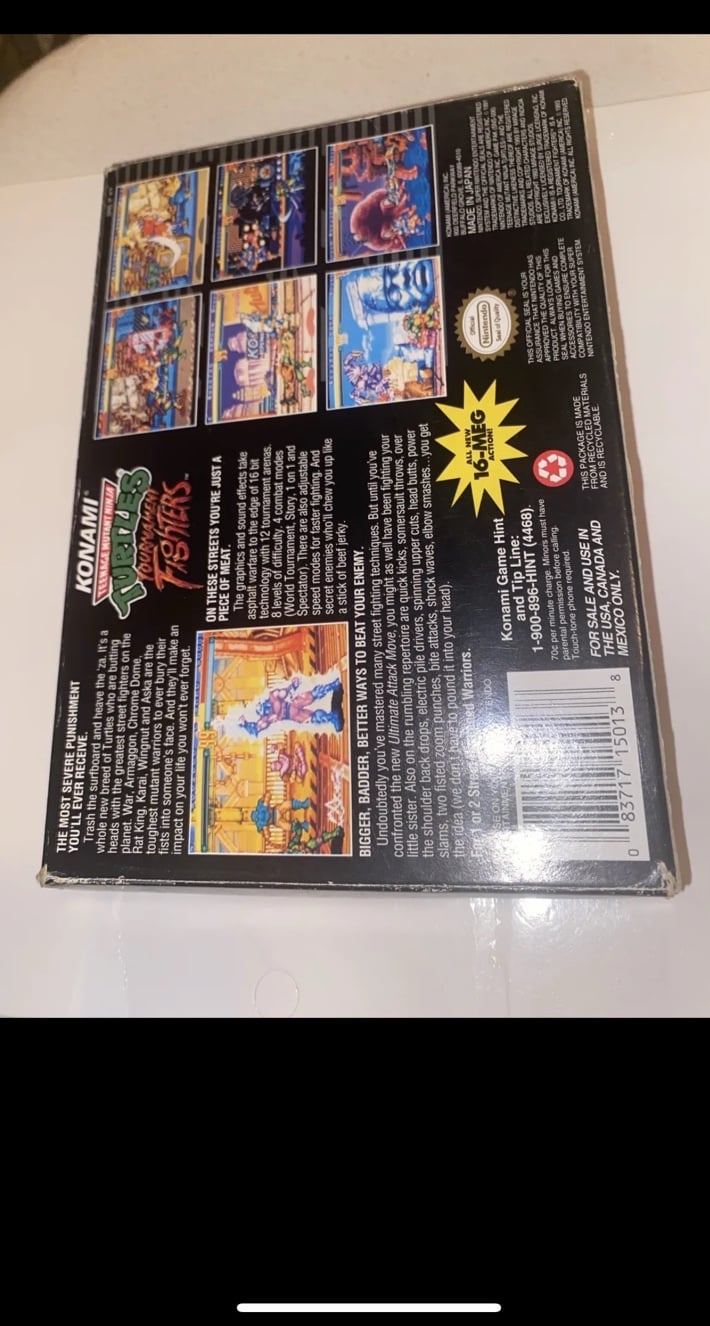 THE MOST SEVERE PUNISHMENT
YOU'LL EVER RECEIVE.
Trash the surfboard and heave the 'za, it's a
whole new breed of Turtles who are butting
heads with the greatest street fighters on the
planet. War, Armaggon, Chrome Dome,
Rat King, Karai, Wingnut and Aska are the
toughest mutant warriors to ever bury their
fists into someone's face. And they'll make an
impact on your life you won't ever forget.
KONAMI®
TEENAGE MUTANT NINJA
TURTLES
TOURNAMENT
FIGHTERS™
ON THESE STREETS YOU'RE JUST A
PIECE OF MEAT.
The graphics and sound effects take
asphalt warfare to the edge of 16 bit
technology in 12 tournament arenas,
8 levels of difficulty, 4 combat modes
(World Tournament, Story, 1 on 1 and
Spectator). There are also adjustable
speed modes for faster fighting. And
secret enemies who'll chew you up like
a stick of beef jerky.
BIGGER, BADDER, BETTER WAYS TO BEAT YOUR ENEMY.
Undoubtedly you've mastered many street fighting techniques. But until you've
confronted the new Ultimate Attack Move, you might as well have been fighting your
little sister. Also on the rumbling repertoire are quick kicks, somersault throws, over
the shoulder back drops, electric pile drivers, spinning upper cuts, head butts, power
slams, two fisted zoom punches, bite attacks, shock waves, elbow smashes...you get
the idea (we don't have to pound it into your head).
For 1 or 2 Warriors.
ALL NEW
16-MEG
ACTION!
Konami Game Hint
and Tip Line:
1-900-896-HINT (4468).
70¢ per minute charge. Minors must have
parental permission before calling.
Touch-tone phone required.
FOR SALE AND USE IN
THE USA, CANADA AND
MEXICO ONLY.
THIS PACKAGE IS MADE
FROM RECYCLED MATERIALS
AND IS RECYCLABLE.
Official
Nintendo
Seal of Quality
THIS OFFICIAL SEAL IS YOUR
ASSURANCE THAT NINTENDO HAS
APPROVED THE QUALITY OF THIS
PRODUCT. ALWAYS LOOK FOR THIS
SEAL WHEN BUYING GAMES AND
ACCESSORIES TO ENSURE COMPLETE
COMPATIBILITY WITH YOUR SUPER
NINTENDO ENTERTAINMENT SYSTEM.
KONAMI (AMERICA) INC.
MADE IN JAPAN
0 83717 15013 8